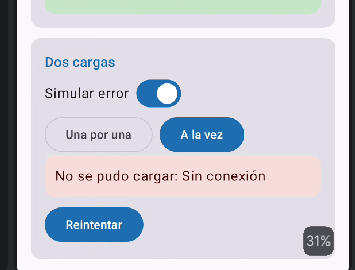 Dos cargas
Simular error
Una por una
A la vez
No se pudo cargar: Sin conexión
Reintentar
31%